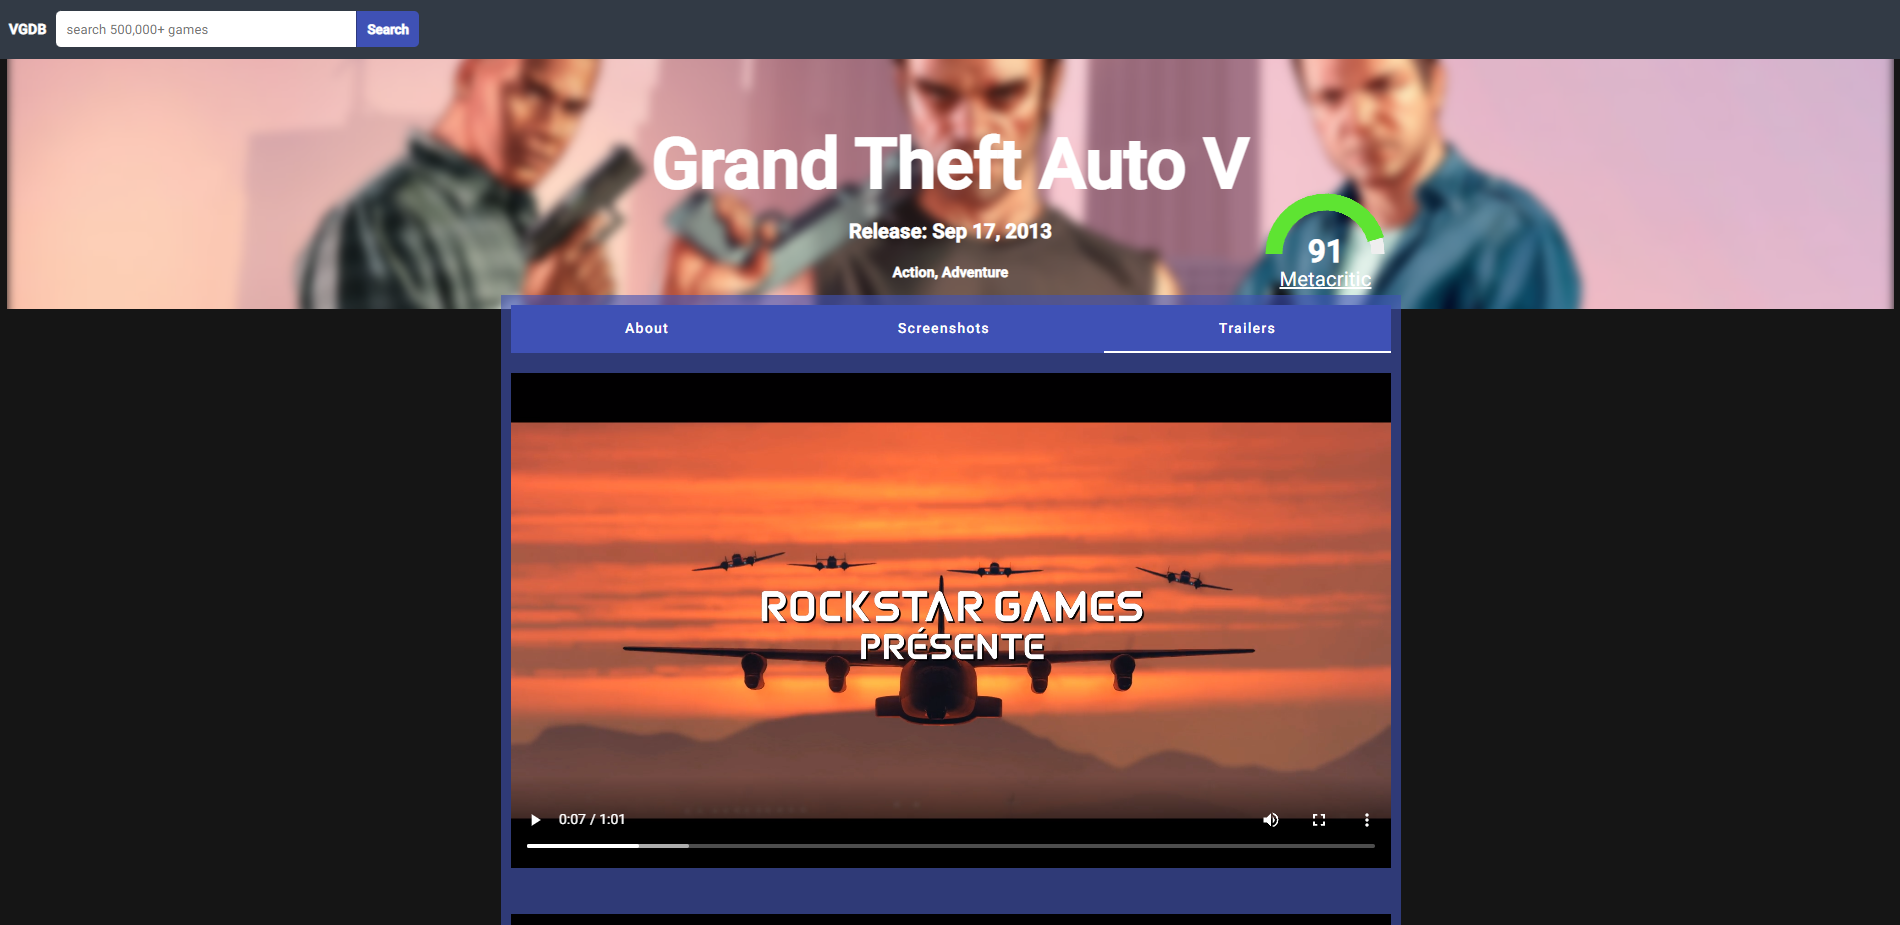 VGDB
search 500,000+ games
Search
Grand Theft Auto V
Release: Sep 17, 2013
Action, Adventure
91
Metacritic
About
Screenshots
Trailers
ROCKSTAR GAMES
PRÉSENTE
0:07 / 1:01